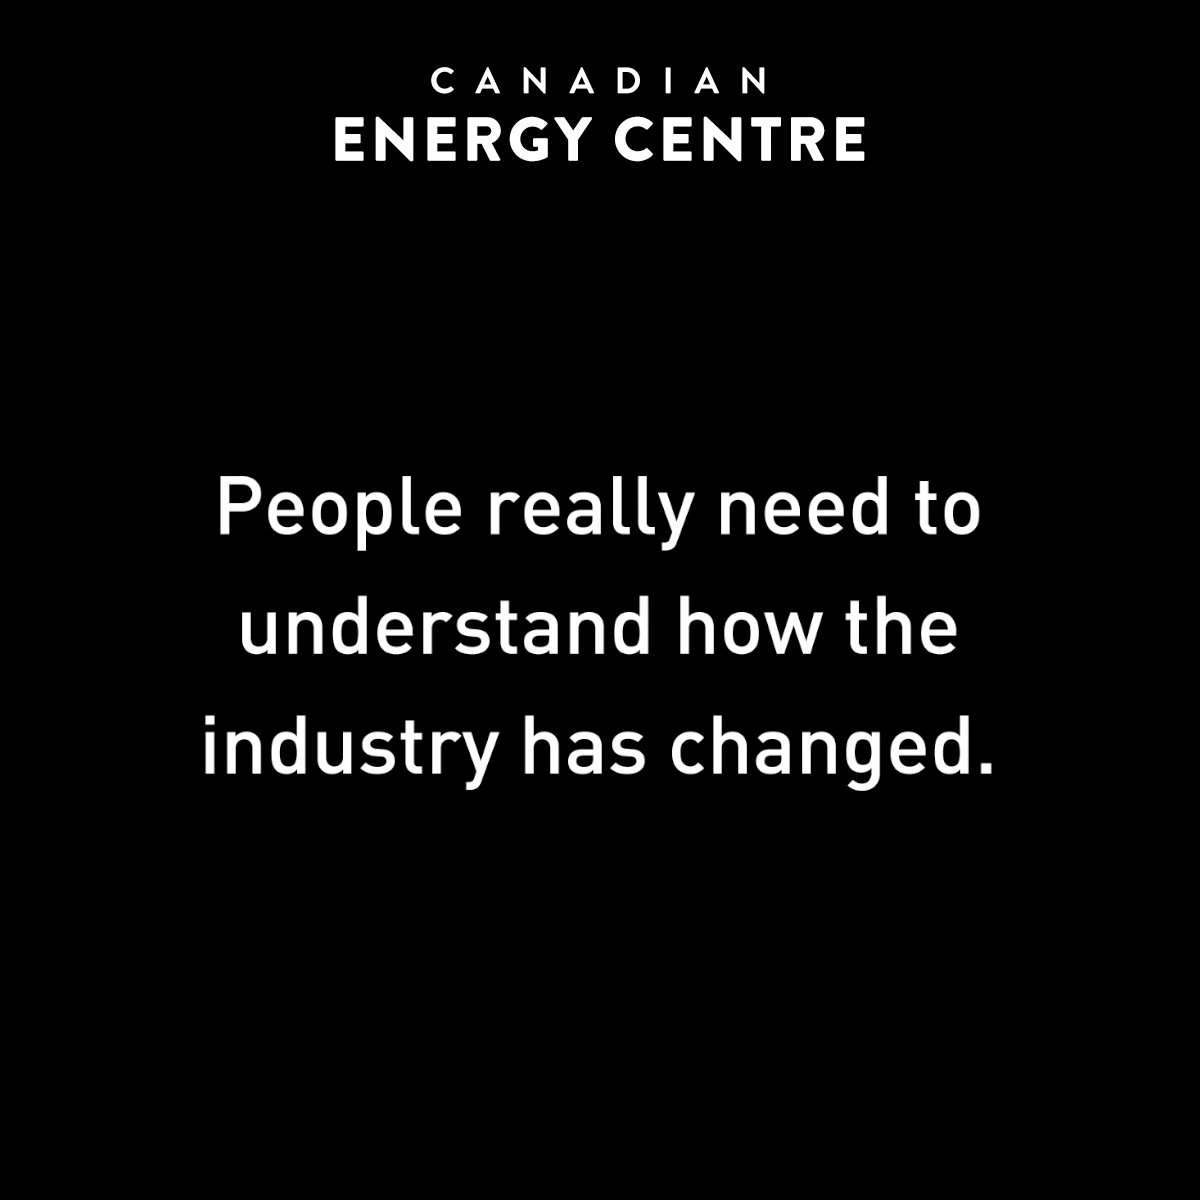 CANADIAN
ENERGY CENTRE
People really need to
understand how the
industry has changed.